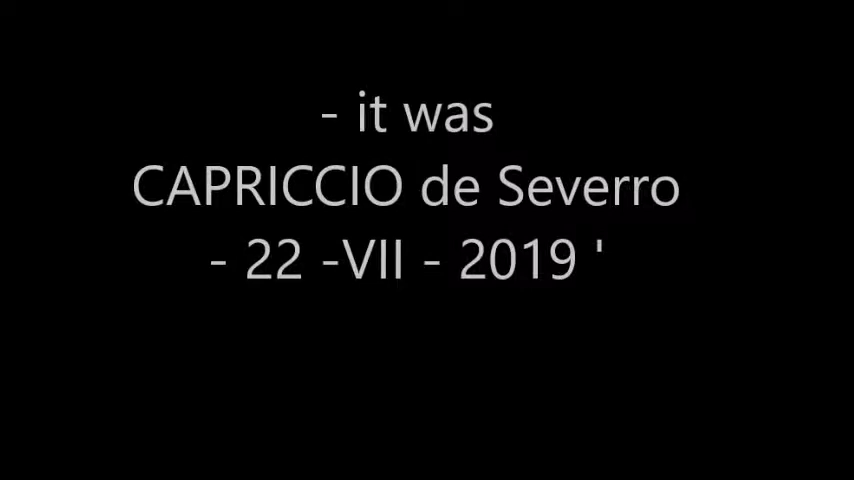 - it was
CAPRICCIO de Severro
- 22 -VII - 2019 '